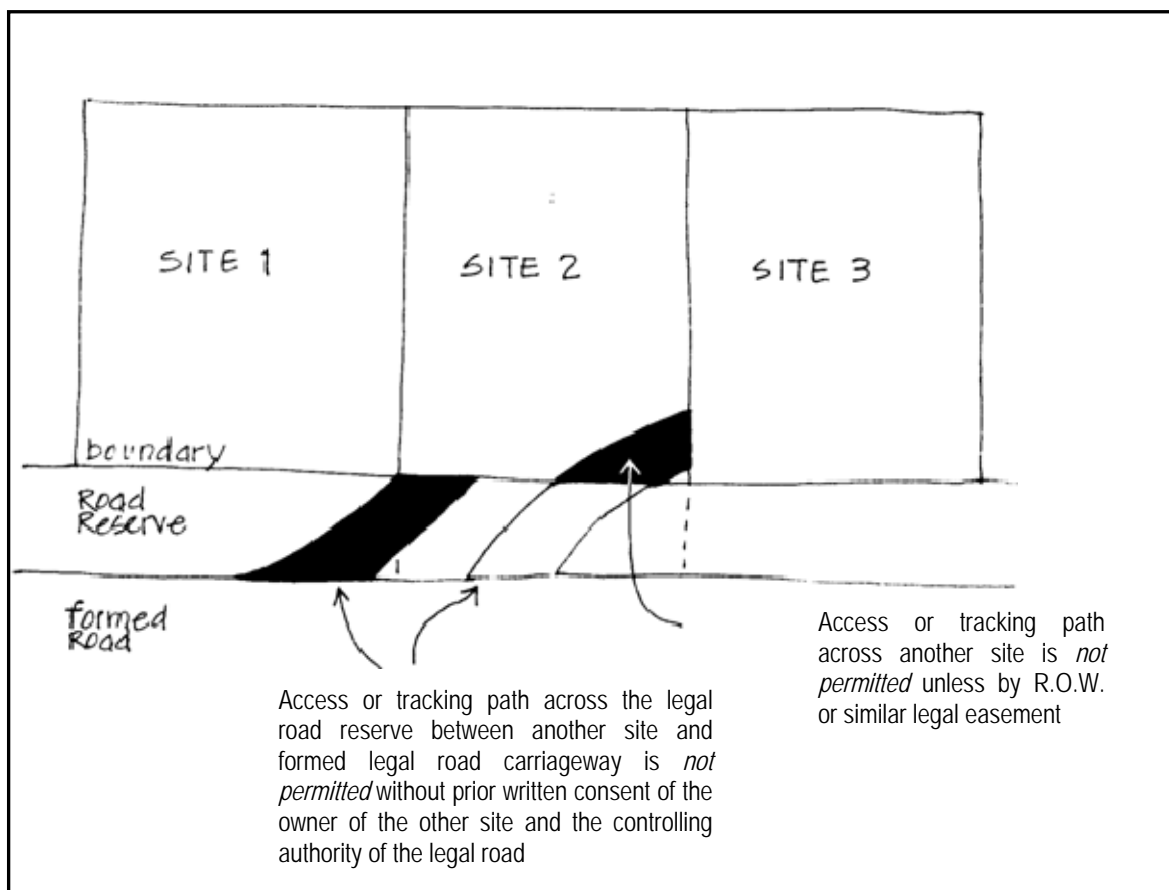 SITE 1
SITE 2
SITE 3
boundary
Road
Reserve
formed
Road
Access or tracking path
across another site is not
permitted unless by R.O.W.
or similar legal easement
Access or tracking path across the legal
road reserve between another site and
formed legal road carriageway is not
permitted without prior written consent of the
owner of the other site and the controlling
authority of the legal road